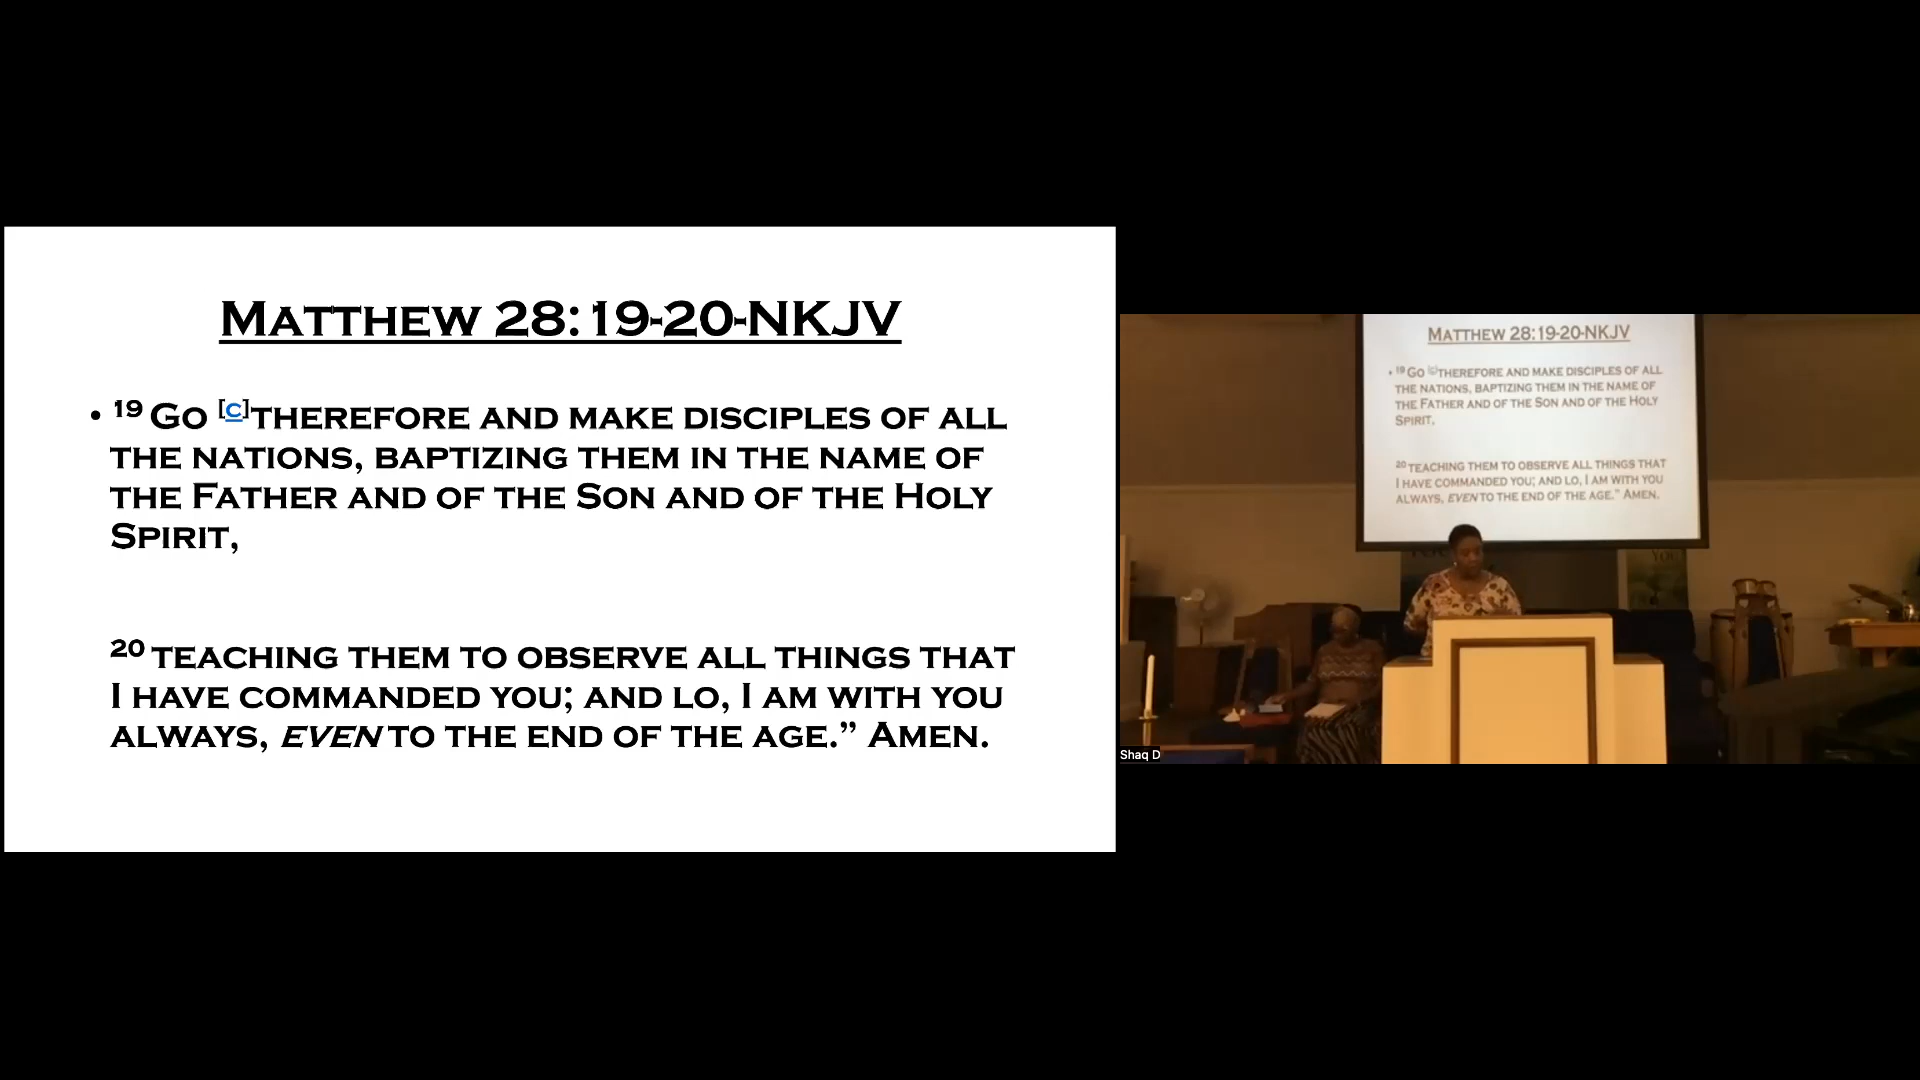 Matthew 28:19-20-NKJV
• 19 Go [c]therefore and make disciples of all
the nations, baptizing them in the name of
the Father and of the Son and of the Holy
Spirit,
20 teaching them to observe all things that
I have commanded you; and lo, I am with you
always, even to the end of the age.” Amen.
Matthew 28:19-20-NKJV
• 19 Go [c]therefore and make disciples of all
the nations, baptizing them in the name of
the Father and of the Son and of the Holy
Spirit,
20 teaching them to observe all things that
I have commanded you; and lo, I am with you
always, even to the end of the age.” Amen.
YOU
Shaq D